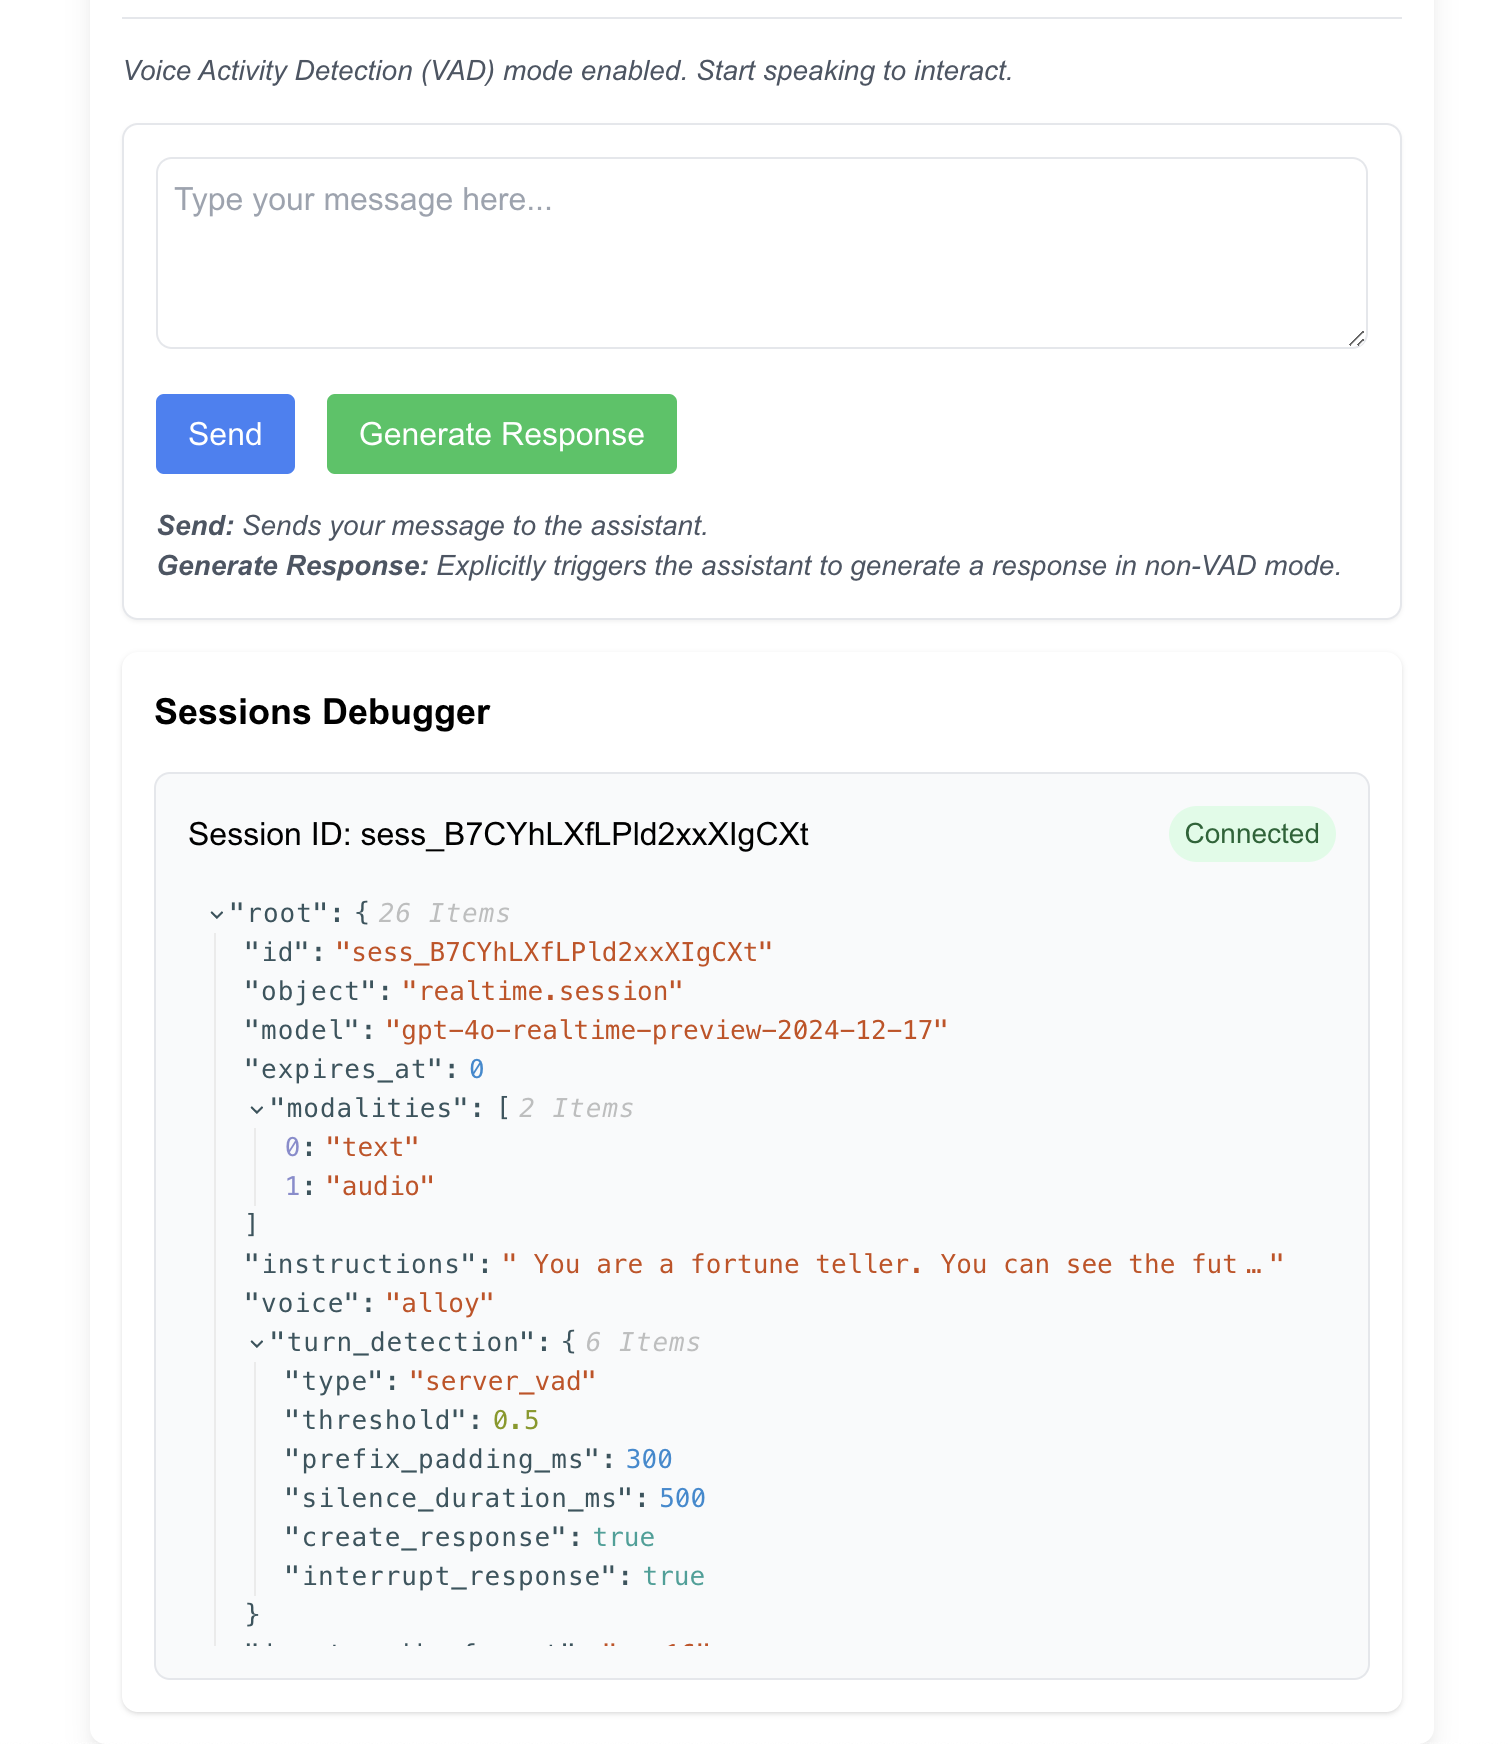 Voice Activity Detection (VAD) mode enabled. Start speaking to interact.
Type your message here...
Send Generate Response
Send: Sends your message to the assistant.
Generate Response: Explicitly triggers the assistant to generate a response in non-VAD mode.
Sessions Debugger
Session ID: sess_B7CYhLXfLPld2xxXIgCXt Connected
"root": { 26 Items
"id": "sess_B7CYhLXfLPld2xxXIgCXt"
"object": "realtime.session"
"model": "gpt-4o-realtime-preview-2024-12-17"
"expires_at": 0
"modalities": [ 2 Items
0: "text"
1: "audio"
]
"instructions": " You are a fortune teller. You can see the fut…"
"voice": "alloy"
"turn_detection": { 6 Items
"type": "server_vad"
"threshold": 0.5
"prefix_padding_ms": 300
"silence_duration_ms": 500
"create_response": true
"interrupt_response": true
}